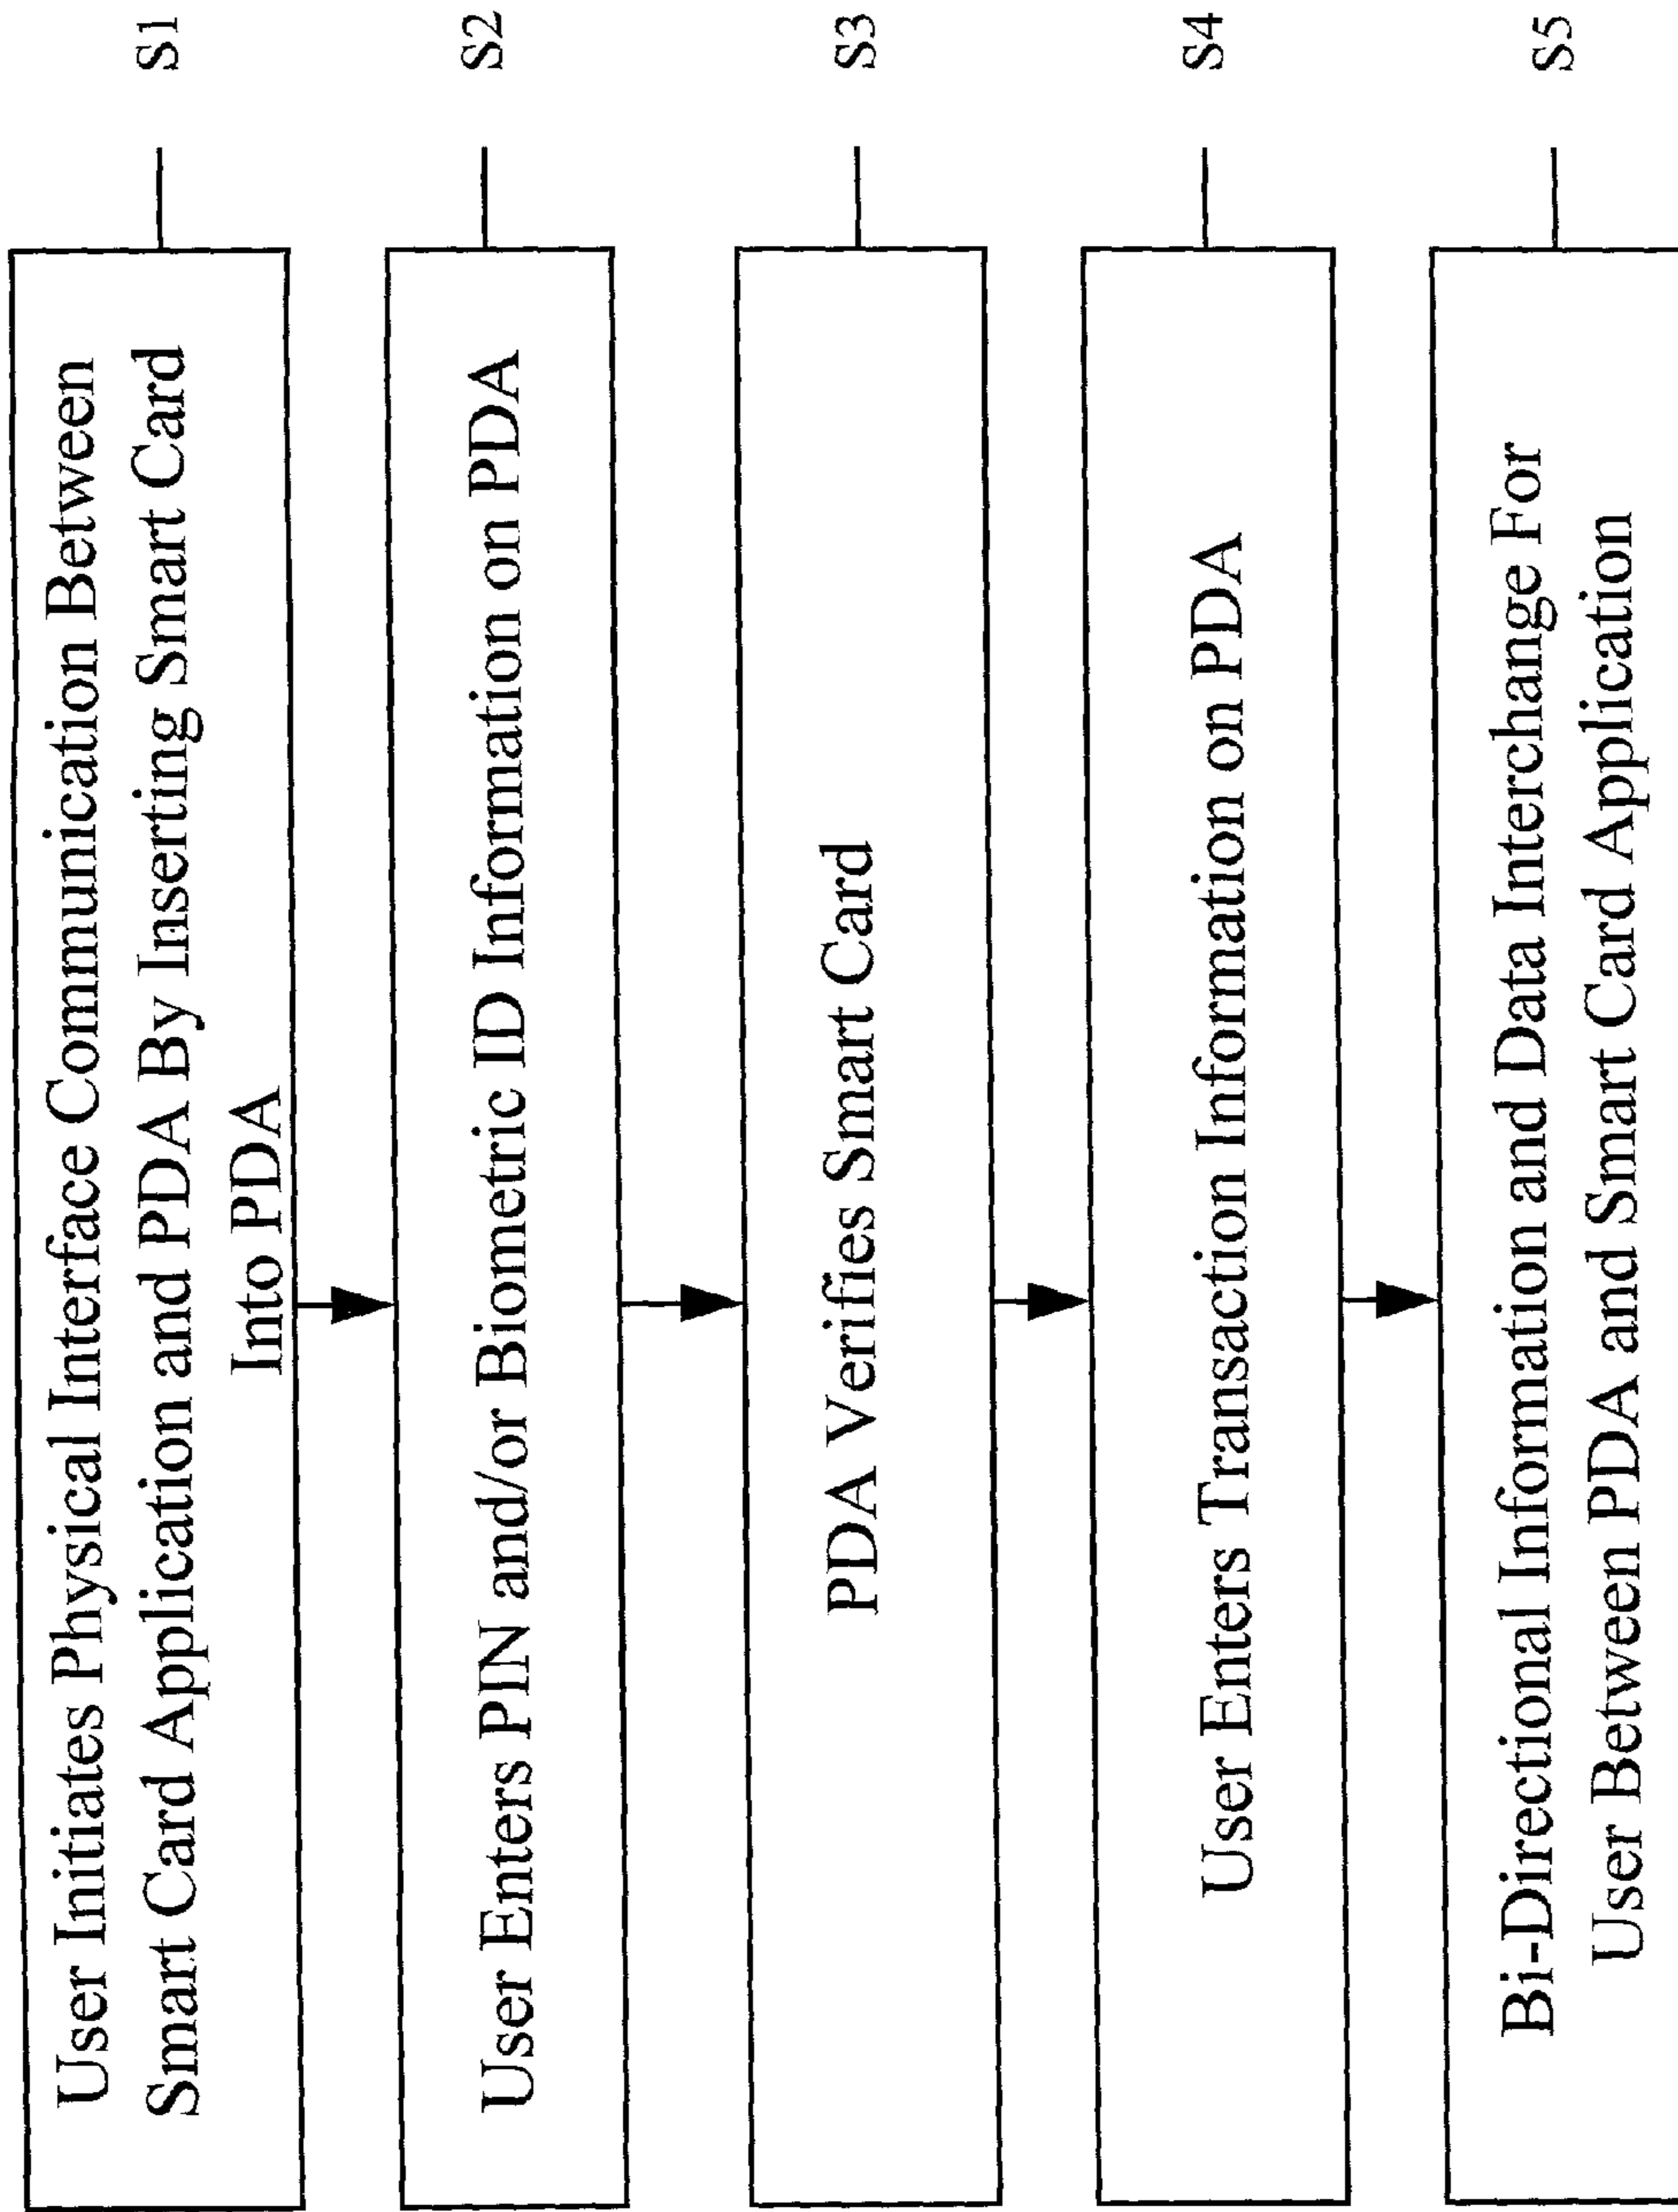 User Initiates Physical Interface Communication Between
Smart Card Application and PDA By Inserting Smart Card
Into PDA
S1
User Enters PIN and/or Biometric ID Information on PDA
S2
PDA Verifies Smart Card
S3
User Enters Transaction Information on PDA
S4
Bi-Directional Information and Data Interchange For
User Between PDA and Smart Card Application
S5